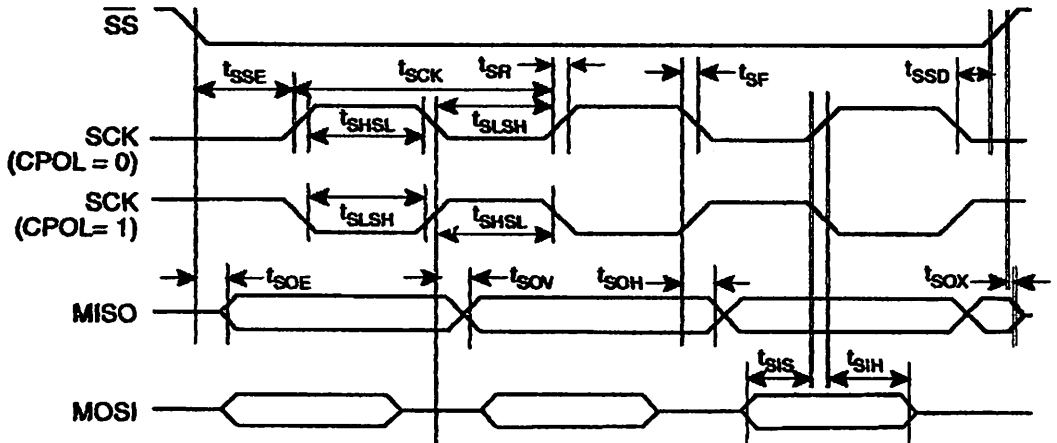 SS
tSSE
tSCK
tSR
tSF
tSSD
SCK
(CPOL = 0)
tSHSL
tSLSH
SCK
(CPOL= 1)
tSLSH
tSHSL
tSOE
tSOV
tSOH
tSOX
MISO
tSIS
tSIH
MOSI